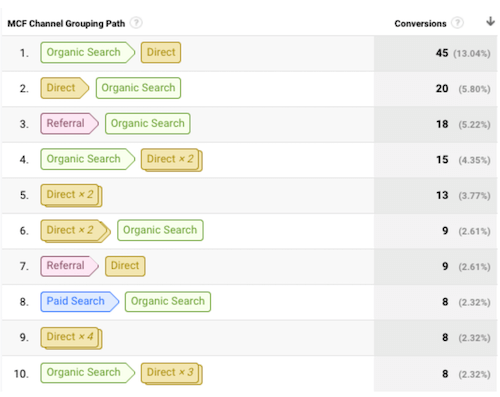 MCF Channel Grouping Path ? Conversions ?
1. Organic Search Direct 45 (13.04%)
2. Direct Organic Search 20 (5.80%)
3. Referral Organic Search 18 (5.22%)
4. Organic Search Direct × 2 15 (4.35%)
5. Direct × 2 13 (3.77%)
6. Direct × 2 Organic Search 9 (2.61%)
7. Referral Direct 9 (2.61%)
8. Paid Search Organic Search 8 (2.32%)
9. Direct × 4 8 (2.32%)
10. Organic Search Direct × 3 8 (2.32%)